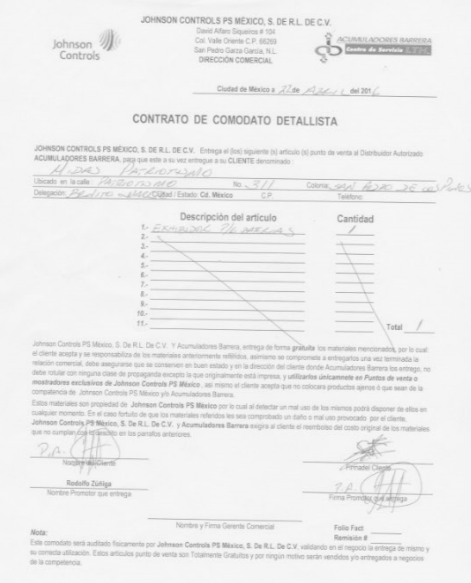 JOHNSON CONTROLS PS MÉXICO, S. DE R.L. DE C.V.
David Alfaro Siqueiros # 104
Col. Valle Oriente C.P. 66269
San Pedro Garza García, N.L.
DIRECCIÓN COMERCIAL
Johnson Controls
ACUMULADORES BARRERA
Centro de Servicio LTH
Ciudad de México a 22 de ABRIL del 2016
CONTRATO DE COMODATO DETALLISTA
JOHNSON CONTROLS PS MÉXICO, S. DE R.L. DE C.V. Entrega el (los) siguiente (s) artículo (s) punto de venta al Distribuidor Autorizado
ACUMULADORES BARRERA, para que este a su vez entregue a su CLIENTE denominado :
PATRIOTISMO
Ubicado en la calle : PATRIOTISMO No. 311 Colonia: SAN PEDRO DE LOS PINOS
Delegación: BENITO Ciudad / Estado: Cd. México C.P. Teléfono:
Descripción del artículo Cantidad
1.- EXHIBIDOR P/6 BATERIAS 1
2.-
3.-
4.-
5.-
6.-
7.-
8.-
9.-
10.-
11.-
Total 1
Johnson Controls PS México, S. De R.L. De C.V. Y Acumuladores Barrera, entrega de forma gratuita los materiales mencionados, por lo cual
el cliente acepta y se responsabiliza de los materiales anteriormente referidos, asimismo se compromete a entregarlos una vez terminada la
relación comercial, debe asegurarse que se conserven en buen estado y en la dirección del cliente donde Acumuladores Barrera los entrego, no
debe rotular con ninguna clase de propaganda excepto la que originalmente está impresa, y utilizarlos únicamente en Puntos de venta o
mostradores exclusivos de Johnson Controls PS México , así mismo el cliente acepta que no colocara productos ajenos ó que sean de la
competencia de Johnson Controls PS México y/o Acumuladores Barrera.
Estos materiales son propiedad de Johnson Controls PS México por lo cual al detectar un mal uso de los mismos podrá disponer de ellos en
cualquier momento. En el caso fortuito de que los materiales referidos les sea comprobado un daño o mal uso provocado por el cliente,
Johnson Controls PS México, S. De R.L. De C.V. y Acumuladores Barrera exigirá al cliente el reembolso del costo original de los materiales
que no cumplan con lo escrito en los párrafos anteriores.
P.A.
Nombre del Cliente
Firma del Cliente
Rodolfo Zúñiga
Nombre Promotor que entrega
P.A.
Firma Promotor que entrega
Nombre y Firma Gerente Comercial
Folio Fact
Remisión #
Nota:
Este comodato será auditado físicamente por Johnson Controls PS México, S. De R.L. De C.V. validando en el negocio la entrega de mismo y
su correcta utilización. Estos artículos punto de venta son Totalmente Gratuitos y por ningún motivo serán vendidos y/o entregados a negocios
de la competencia.